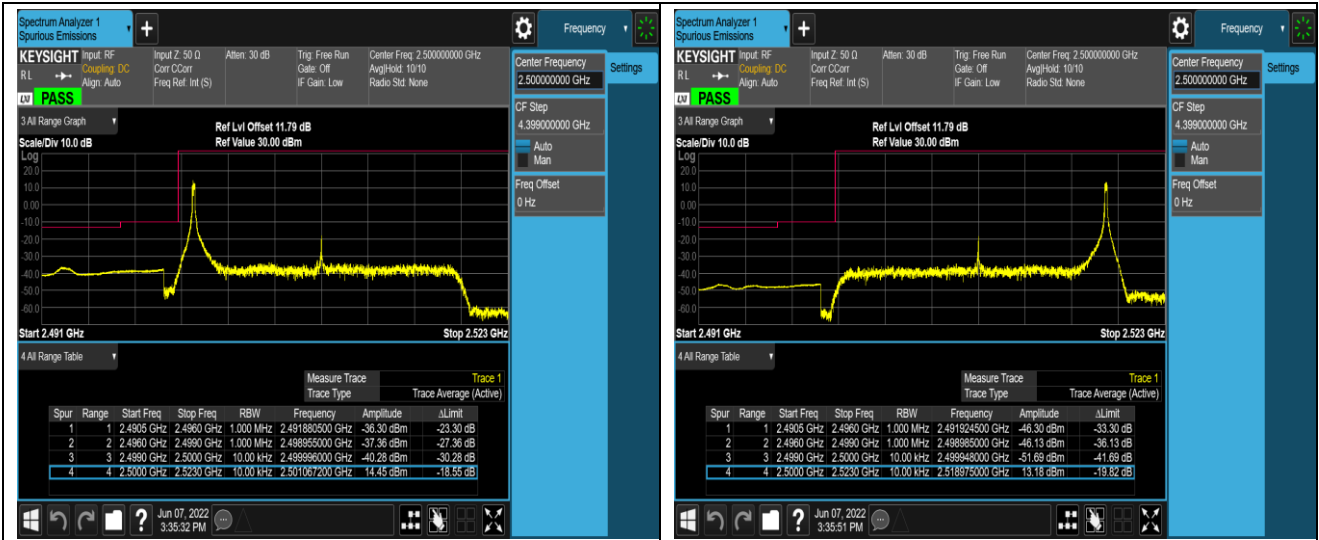 Spectrum Analyzer 1
Spurious Emissions
+
Frequency
KEYSIGHT Input: RF Input Z: 50 Ω Atten: 30 dB Trig: Free Run Center Freq: 2.500000000 GHz
RL Coupling: DC Corr CCorr Gate: Off Avg|Hold: 10/10
Align: Auto Freq Ref: Int (S) IF Gain: Low Radio Std: None
PASS
Center Frequency
2.500000000 GHz
Settings
CF Step
4.399000000 GHz
Auto
Man
Freq Offset
0 Hz
3 All Range Graph
Ref Lvl Offset 11.79 dB
Scale/Div 10.0 dB Ref Value 30.00 dBm
Log
20.0
10.0
0.00
-10.0
-20.0
-30.0
-40.0
-50.0
-60.0
Start 2.491 GHz Stop 2.523 GHz
4 All Range Table
Measure Trace Trace 1
Trace Type Trace Average (Active)
Spur Range Start Freq Stop Freq RBW Frequency Amplitude ΔLimit
1 1 2.4905 GHz 2.4960 GHz 1.000 MHz 2.491880500 GHz -36.30 dBm -23.30 dB
2 2 2.4960 GHz 2.4990 GHz 1.000 MHz 2.498955000 GHz -37.36 dBm -27.36 dB
3 3 2.4990 GHz 2.5000 GHz 10.00 kHz 2.499996000 GHz -40.28 dBm -30.28 dB
4 4 2.5000 GHz 2.5230 GHz 10.00 kHz 2.501067200 GHz 14.45 dBm -18.55 dB
? Jun 07, 2022
3:35:32 PM
Spectrum Analyzer 1
Spurious Emissions
+
Frequency
KEYSIGHT Input: RF Input Z: 50 Ω Atten: 30 dB Trig: Free Run Center Freq: 2.500000000 GHz
RL Coupling: DC Corr CCorr Gate: Off Avg|Hold: 10/10
Align: Auto Freq Ref: Int (S) IF Gain: Low Radio Std: None
PASS
Center Frequency
2.500000000 GHz
Settings
CF Step
4.399000000 GHz
Auto
Man
Freq Offset
0 Hz
3 All Range Graph
Ref Lvl Offset 11.79 dB
Scale/Div 10.0 dB Ref Value 30.00 dBm
Log
20.0
10.0
0.00
-10.0
-20.0
-30.0
-40.0
-50.0
-60.0
Start 2.491 GHz Stop 2.523 GHz
4 All Range Table
Measure Trace Trace 1
Trace Type Trace Average (Active)
Spur Range Start Freq Stop Freq RBW Frequency Amplitude ΔLimit
1 1 2.4905 GHz 2.4960 GHz 1.000 MHz 2.491924500 GHz -46.30 dBm -33.30 dB
2 2 2.4960 GHz 2.4990 GHz 1.000 MHz 2.498985000 GHz -46.13 dBm -36.13 dB
3 3 2.4990 GHz 2.5000 GHz 10.00 kHz 2.499948000 GHz -51.69 dBm -41.69 dB
4 4 2.5000 GHz 2.5230 GHz 10.00 kHz 2.518975000 GHz 13.18 dBm -19.82 dB
? Jun 07, 2022
3:35:51 PM